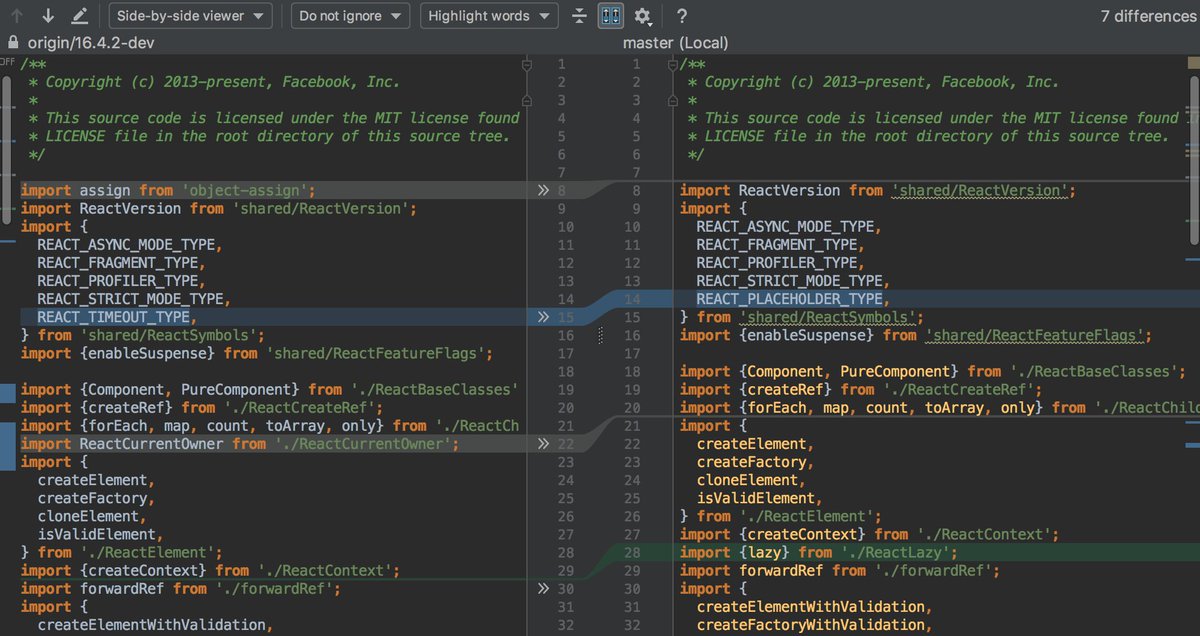 Side-by-side viewer Do not ignore Highlight words ? 7 differences
origin/16.4.2-dev master (Local)
OFF
/**
 * Copyright (c) 2013-present, Facebook, Inc.
 *
 * This source code is licensed under the MIT license found
 * LICENSE file in the root directory of this source tree.
 */
import assign from 'object-assign';
import ReactVersion from 'shared/ReactVersion';
import {
  REACT_ASYNC_MODE_TYPE,
  REACT_FRAGMENT_TYPE,
  REACT_PROFILER_TYPE,
  REACT_STRICT_MODE_TYPE,
  REACT_TIMEOUT_TYPE,
} from 'shared/ReactSymbols';
import {enableSuspense} from 'shared/ReactFeatureFlags';
import {Component, PureComponent} from './ReactBaseClasses'
import {createRef} from './ReactCreateRef';
import {forEach, map, count, toArray, only} from './ReactCh
import ReactCurrentOwner from './ReactCurrentOwner';
import {
  createElement,
  createFactory,
  cloneElement,
  isValidElement,
} from './ReactElement';
import {createContext} from './ReactContext';
import forwardRef from './forwardRef';
import {
  createElementWithValidation,
1 1
2 2
3 3
4 4
5 5
6 6
7 7
8 8
9 9
10 10
11 11
12 12
13 13
14 14
15 15
16 16
17 17
18 18
19 19
20 20
21 21
22 22
23 23
24 24
25 25
26 26
27 27
28 28
29 29
30 30
31 31
32 32
/**
 * Copyright (c) 2013-present, Facebook, Inc.
 *
 * This source code is licensed under the MIT license found
 * LICENSE file in the root directory of this source tree.
 */
import ReactVersion from 'shared/ReactVersion';
import {
  REACT_ASYNC_MODE_TYPE,
  REACT_FRAGMENT_TYPE,
  REACT_PROFILER_TYPE,
  REACT_STRICT_MODE_TYPE,
  REACT_PLACEHOLDER_TYPE,
} from 'shared/ReactSymbols';
import {enableSuspense} from 'shared/ReactFeatureFlags';
import {Component, PureComponent} from './ReactBaseClasses';
import {createRef} from './ReactCreateRef';
import {forEach, map, count, toArray, only} from './ReactChil
import {
  createElement,
  createFactory,
  cloneElement,
  isValidElement,
} from './ReactElement';
import {createContext} from './ReactContext';
import {lazy} from './ReactLazy';
import forwardRef from './forwardRef';
import {
  createElementWithValidation,
  createFactoryWithValidation,